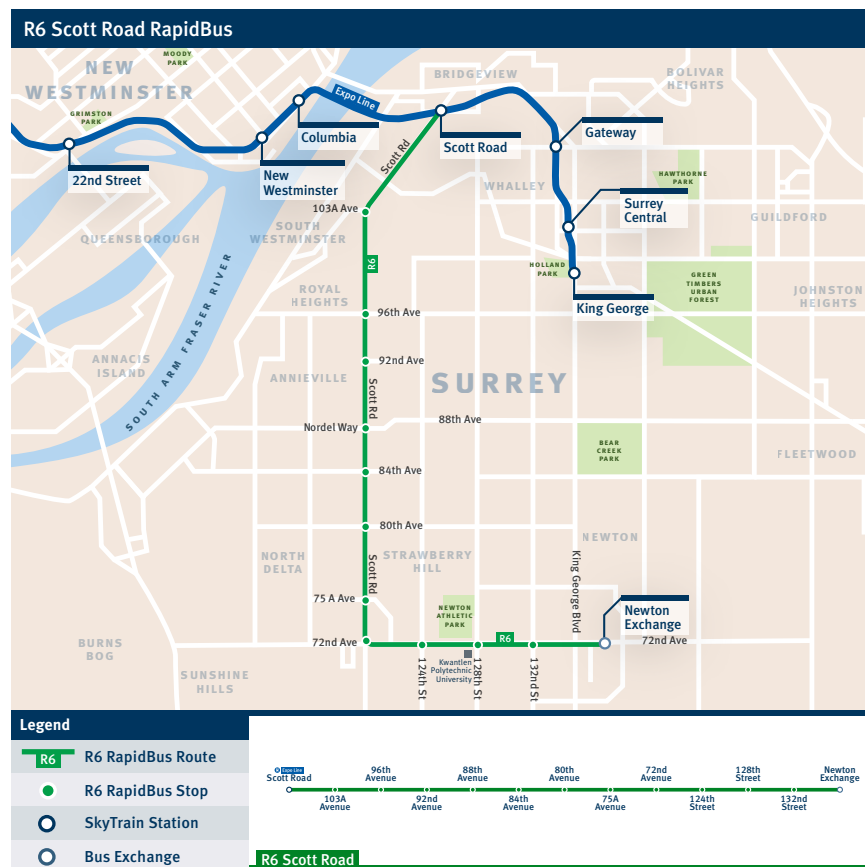 R6 Scott Road RapidBus
MOODY
PARK
NEW
WESTMINSTER
BRIDGEVIEW
BOLIVAR
HEIGHTS
Expo Line
GRIMSTON
PARK
Columbia
Scott Road
Gateway
22nd Street
New
Westminster
Scott Rd
WHALLEY
HAWTHORNE
PARK
Surrey
Central
103A Ave
SOUTH
WESTMINSTER
GUILDFORD
QUEENSBOROUGH
R6
HOLLAND
PARK
GREEN
TIMBERS
URBAN
FOREST
ROYAL
HEIGHTS
JOHNSTON
HEIGHTS
King George
96th Ave
SOUTH ARM FRASER RIVER
ANNACIS
ISLAND
92nd Ave
ANNIEVILLE
Scott Rd
SURREY
Nordel Way
88th Ave
BEAR
CREEK
PARK
FLEETWOOD
84th Ave
80th Ave
NEWTON
NORTH
DELTA
Scott Rd
STRAWBERRY
HILL
King George Blvd
75 A Ave
NEWTON
ATHLETIC
PARK
Newton
Exchange
BURNS
BOG
72nd Ave
R6
72nd Ave
124th St
Kwantlen
Polytechnic
University
128th St
132nd St
SUNSHINE
HILLS
Legend
R6
R6 RapidBus Route
R6 RapidBus Stop
SkyTrain Station
Bus Exchange
Expo Line
Scott Road
103A
Avenue
96th
Avenue
92nd
Avenue
88th
Avenue
84th
Avenue
80th
Avenue
75A
Avenue
72nd
Avenue
124th
Street
128th
Street
132nd
Street
Newton
Exchange
R6 Scott Road